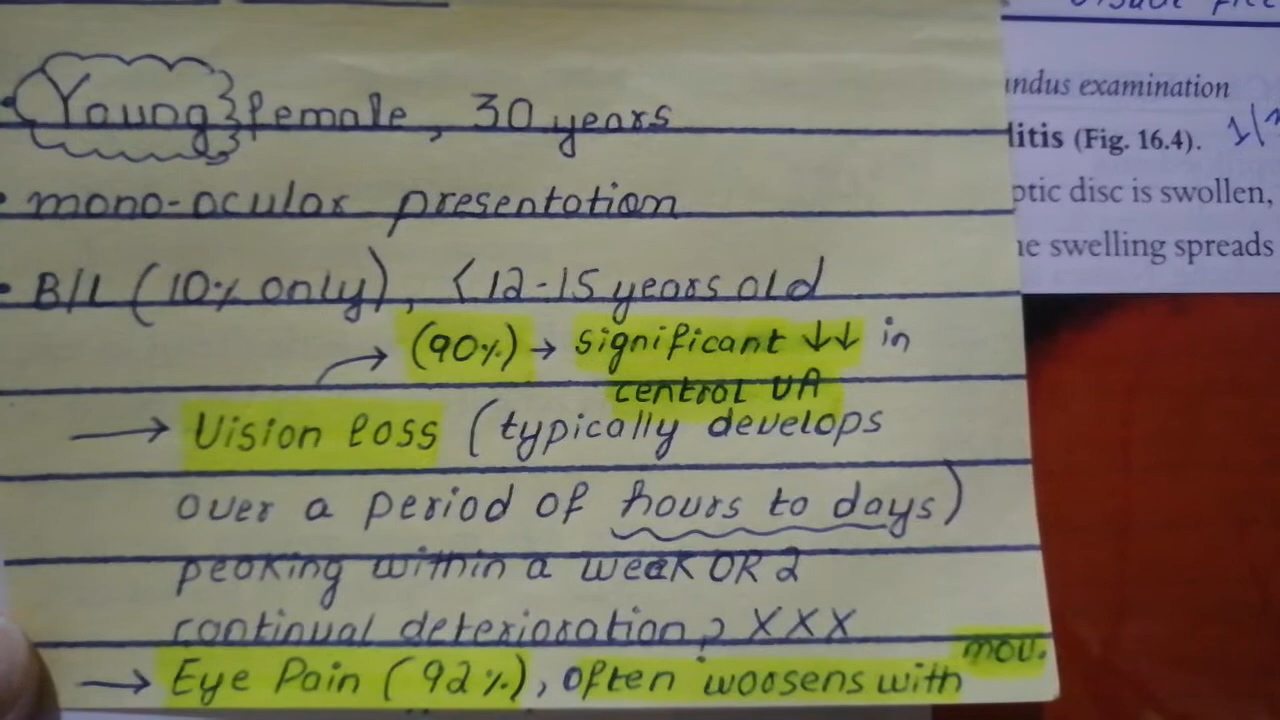 • Young female, 30 years
• mono-ocular presentation
• B/L (10% only), < 12-15 years old
(90%) → significant ↓↓ in
central VA
→ Vision loss (typically develops
over a period of hours to days)
peaking within a weak OR 2
continual deterioration, XXX
→ Eye Pain (92%), often worsens with mov.
undus examination
litis (Fig. 16.4).
ptic disc is swollen,
e swelling spreads